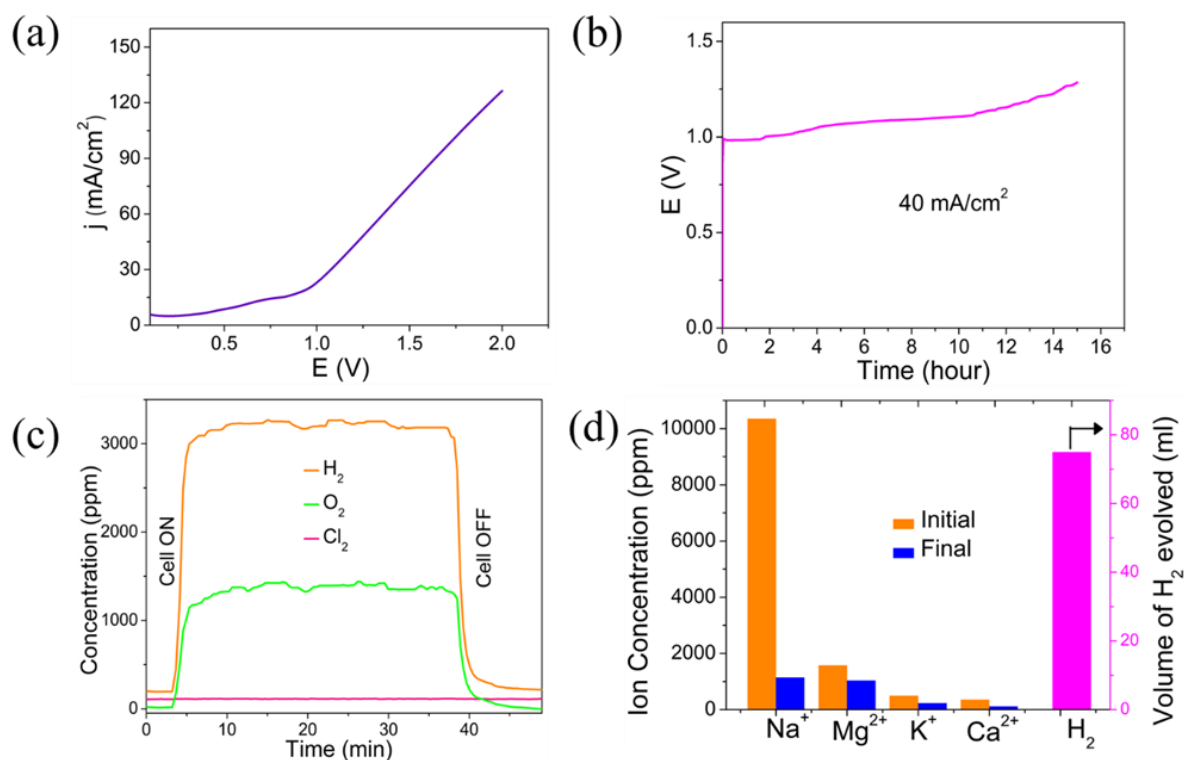 (a)
150
120
90
60
30
0
j (mA/cm²)
0.5
1.0
1.5
2.0
E (V)
(b)
1.5
1.0
0.5
0.0
E (V)
40 mA/cm²
0
2
4
6
8
10
12
14
16
Time (hour)
(c)
3000
2000
1000
0
Concentration (ppm)
Cell ON
H₂
O₂
Cl₂
Cell OFF
0
10
20
30
40
Time (min)
(d)
10000
8000
6000
4000
2000
0
Ion Concentration (ppm)
Initial
Final
80
60
40
20
0
Volume of H₂ evolved (ml)
Na⁺
Mg²⁺
K⁺
Ca²⁺
H₂